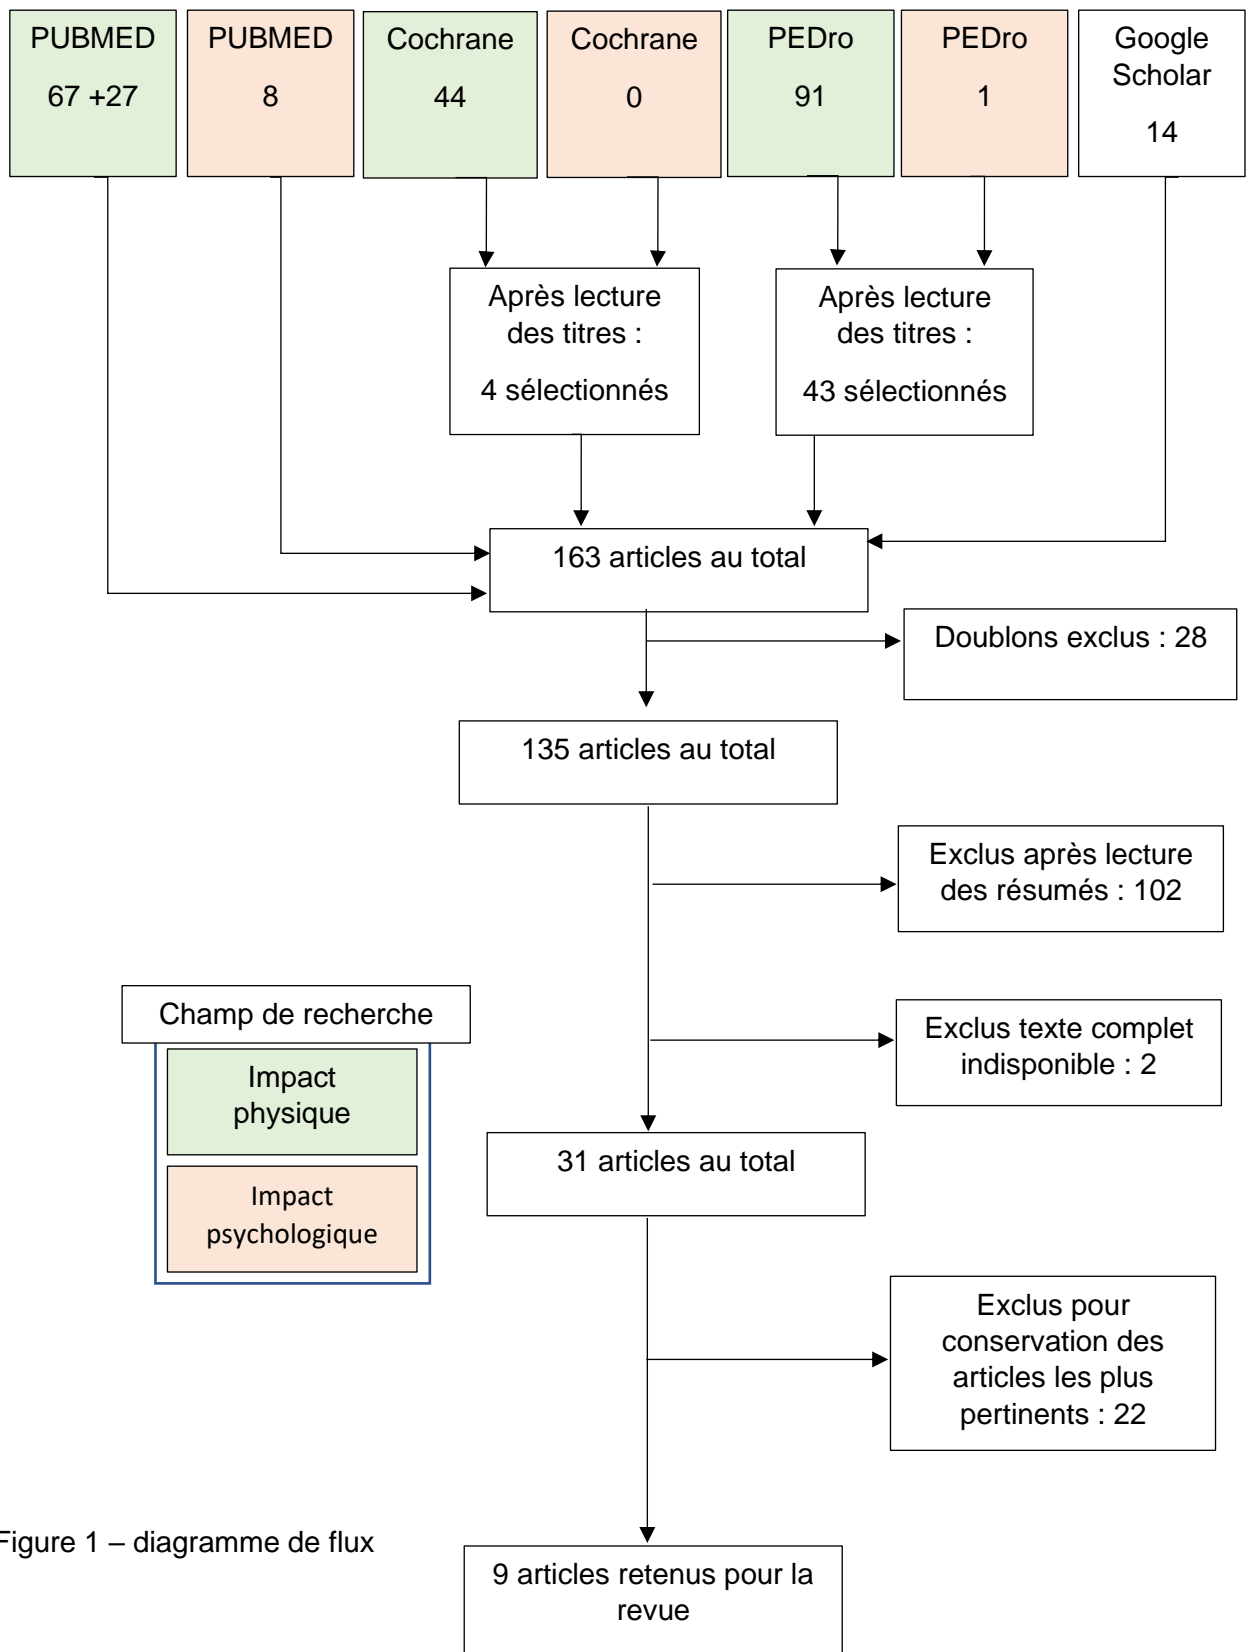 PUBMED
67 +27
PUBMED
8
Cochrane
44
Cochrane
0
PEDro
91
PEDro
1
Google
Scholar
14
Après lecture
des titres :
4 sélectionnés
Après lecture
des titres :
43 sélectionnés
163 articles au total
Doublons exclus : 28
135 articles au total
Exclus après lecture
des résumés : 102
Exclus texte complet
indisponible : 2
Champ de recherche
Impact
physique
Impact
psychologique
31 articles au total
Exclus pour
conservation des
articles les plus
pertinents : 22
Figure 1 – diagramme de flux
9 articles retenus pour la
revue